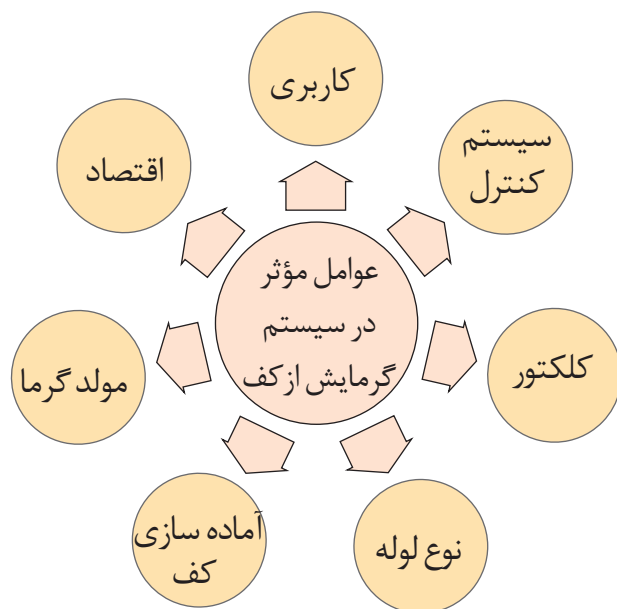 کاربری
سیستم
کنترل
اقتصاد
عوامل مؤثر
در سیستم
گرمایش از کف
کلکتور
مولد گرما
آماده سازی
کف
نوع لوله